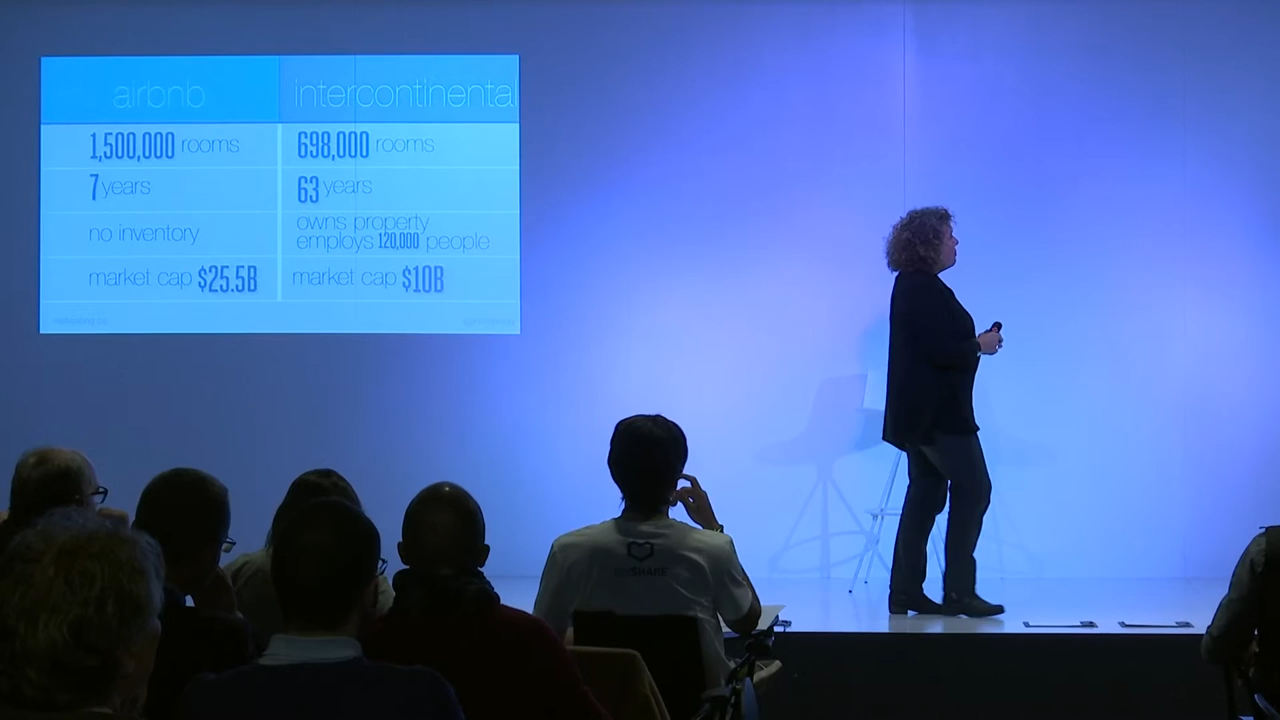 airbnb intercontinental
1,500,000 rooms 698,000 rooms
7 years 63 years
no inventory owns property
employs 120,000 people
market cap $25.5B market cap $10B
SHARE